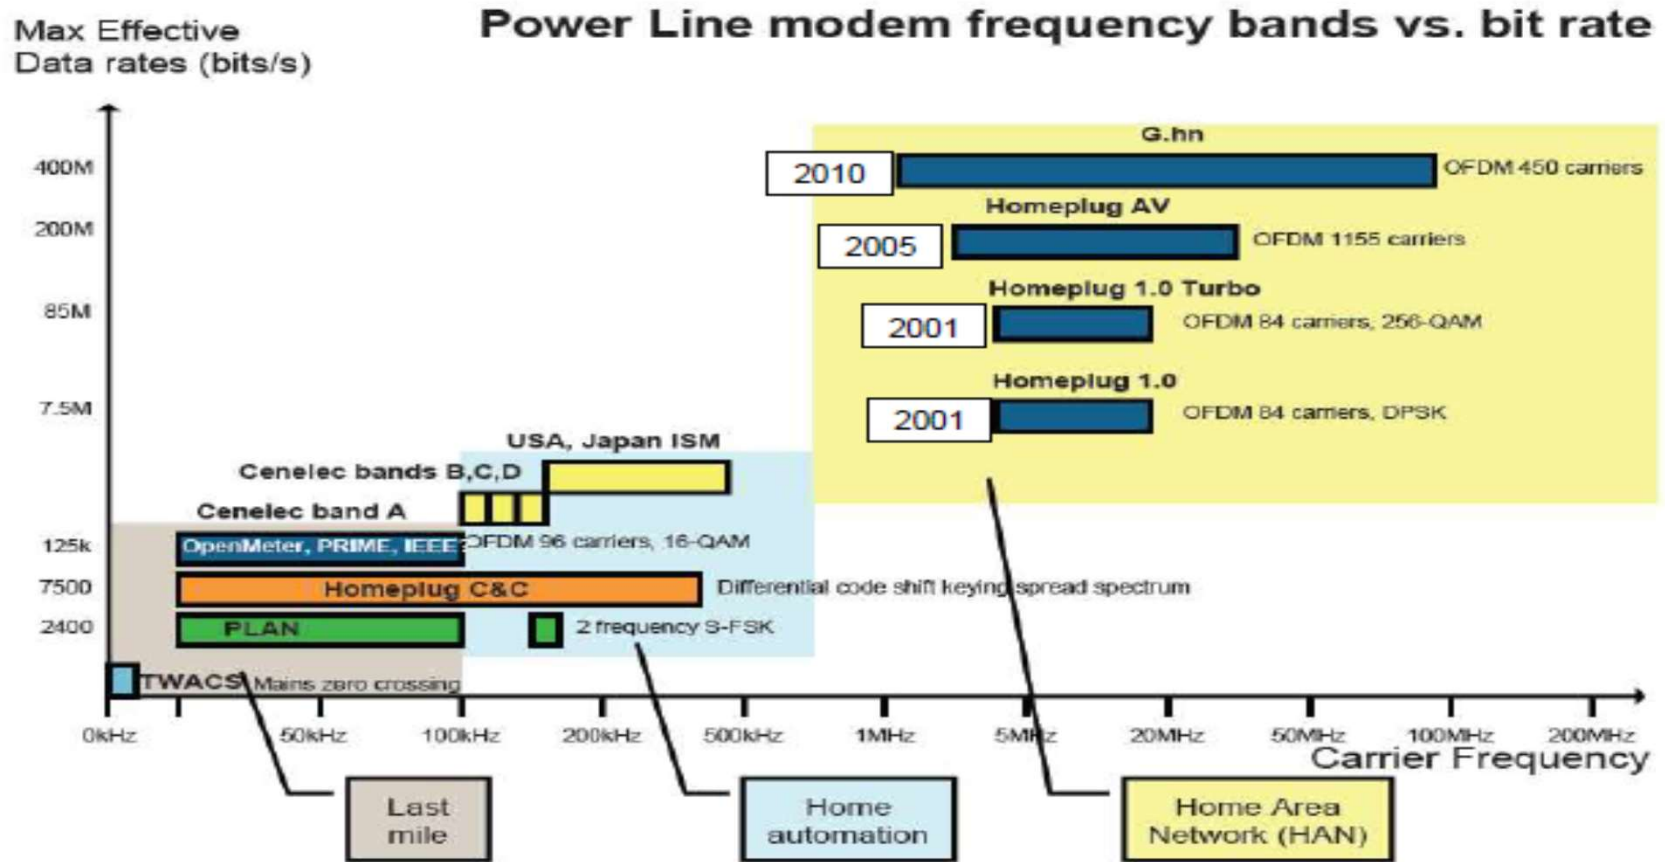 Power Line modem frequency bands vs. bit rate
Max Effective
Data rates (bits/s)
G.hn
400M
2010
OFDM 450 carriers
Homeplug AV
200M
2005
OFDM 1155 carriers
Homeplug 1.0 Turbo
85M
2001
OFDM 84 carriers, 256-QAM
Homeplug 1.0
7.5M
2001
OFDM 84 carriers, DPSK
USA, Japan ISM
Cenelec bands B,C,D
Cenelec band A
125k
OpenMeter, PRIME, IEEE
OFDM 96 carriers, 16-QAM
7500
Homeplug C&C
Differential code shift keying spread spectrum
2400
PLAN
2 frequency S-FSK
TWACS Mains zero crossing
0kHz
50kHz
100kHz
200kHz
500kHz
1MHz
5MHz
20MHz
50MHz
100MHz
200MHz
Carrier Frequency
Last
mile
Home
automation
Home Area
Network (HAN)